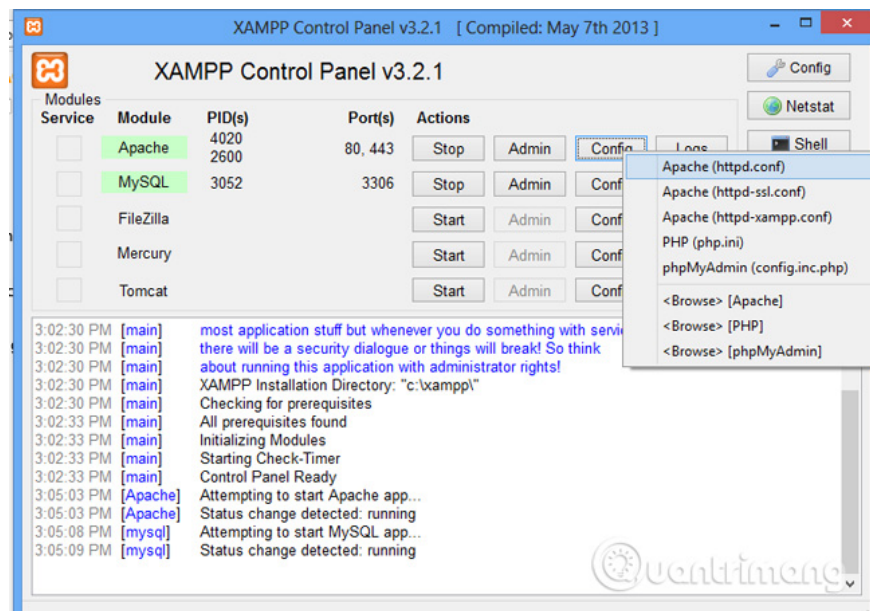 XAMPP Control Panel v3.2.1 [ Compiled: May 7th 2013 ]
XAMPP Control Panel v3.2.1
Config
Netstat
Shell
Modules
Service Module PID(s) Port(s) Actions
Apache 4020 2600 80, 443 Stop Admin Config Logs
MySQL 3052 3306 Stop Admin Conf
FileZilla Start Admin Conf
Mercury Start Admin Conf
Tomcat Start Admin Conf
Apache (httpd.conf)
Apache (httpd-ssl.conf)
Apache (httpd-xampp.conf)
PHP (php.ini)
phpMyAdmin (config.inc.php)
<Browse> [Apache]
<Browse> [PHP]
<Browse> [phpMyAdmin]
3:02:30 PM [main] most application stuff but whenever you do something with servi
3:02:30 PM [main] there will be a security dialogue or things will break! So think
3:02:30 PM [main] about running this application with administrator rights!
3:02:30 PM [main] XAMPP Installation Directory: "c:\xampp\"
3:02:30 PM [main] Checking for prerequisites
3:02:33 PM [main] All prerequisites found
3:02:33 PM [main] Initializing Modules
3:02:33 PM [main] Starting Check-Timer
3:02:33 PM [main] Control Panel Ready
3:05:03 PM [Apache] Attempting to start Apache app...
3:05:03 PM [Apache] Status change detected: running
3:05:08 PM [mysql] Attempting to start MySQL app...
3:05:09 PM [mysql] Status change detected: running
Quantrimang